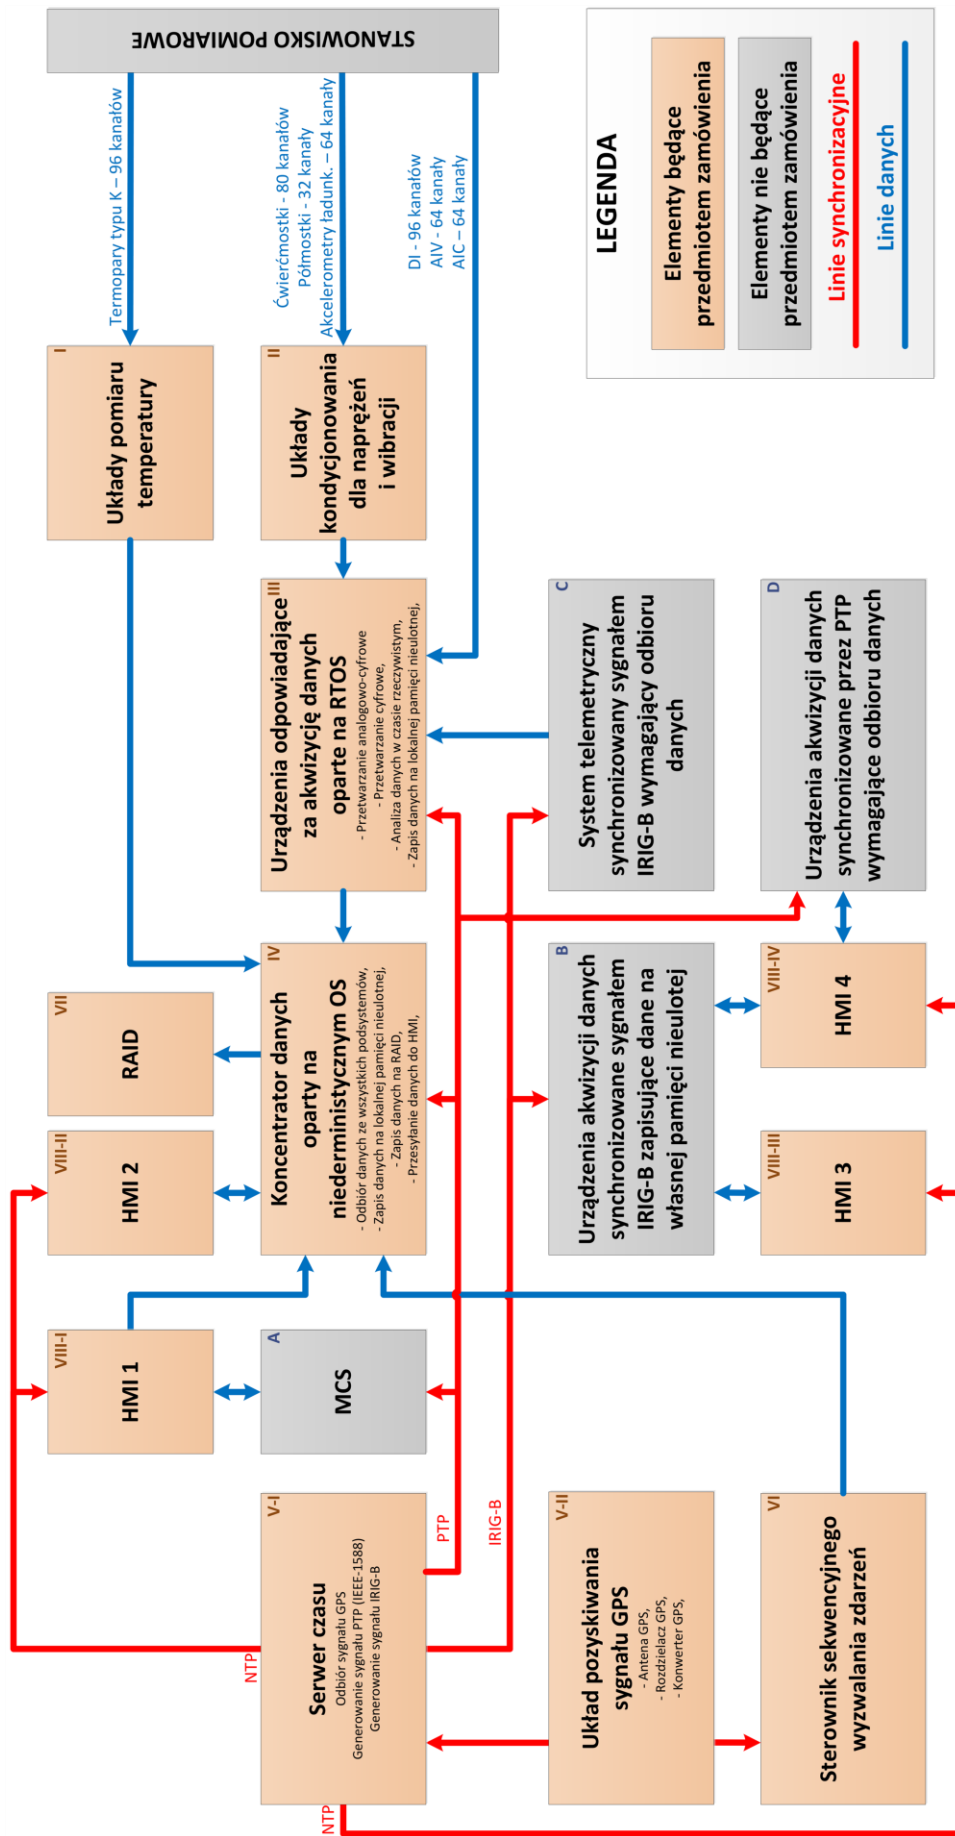 STANOWISKO POMIAROWE
Termopary typu K – 96 kanałów
Ćwierćmostki - 80 kanałów
Półmostki - 32 kanały
Akcelerometry ładunk. – 64 kanały
DI - 96 kanałów
AIV - 64 kanały
AIC – 64 kanały
I
Układy pomiaru
temperatury
II
Układy
kondycjonowania
dla naprężeń
i wibracji
III
Urządzenia odpowiadające
za akwizycję danych
oparte na RTOS
- Przetwarzanie analogowo-cyfrowe
- Przetwarzanie cyfrowe,
- Analiza danych w czasie rzeczywistym,
- Zapis danych na lokalnej pamięci nieulotnej,
IV
Koncentrator danych
oparty na
niederministycznym OS
- Odbiór danych ze wszystkich podsystemów,
- Zapis danych na lokalnej pamięci nieulotnej,
- Zapis danych na RAID,
- Przesyłanie danych do HMI,
VII
RAID
VIII-II
HMI 2
VIII-I
HMI 1
A
MCS
V-I
Serwer czasu
Odbiór sygnału GPS
Generowanie sygnału PTP (IEEE-1588)
Generowanie sygnału IRIG-B
NTP
NTP
PTP
IRIG-B
V-II
Układ pozyskiwania
sygnału GPS
- Antena GPS,
- Rozdzielacz GPS,
- Konwerter GPS,
VI
Sterownik sekwencyjnego
wyzwalania zdarzeń
B
Urządzenia akwizycji danych
synchronizowane sygnałem
IRIG-B zapisujące dane na
własnej pamięci nieulotej
C
System telemetryczny
synchronizowany sygnałem
IRIG-B wymagający odbioru
danych
D
Urządzenia akwizycji danych
synchronizowane przez PTP
wymagające odbioru danych
VIII-III
HMI 3
VIII-IV
HMI 4
LEGENDA
Elementy będące
przedmiotem zamówienia
Elementy nie będące
przedmiotem zamówienia
Linie synchronizacyjne
Linie danych